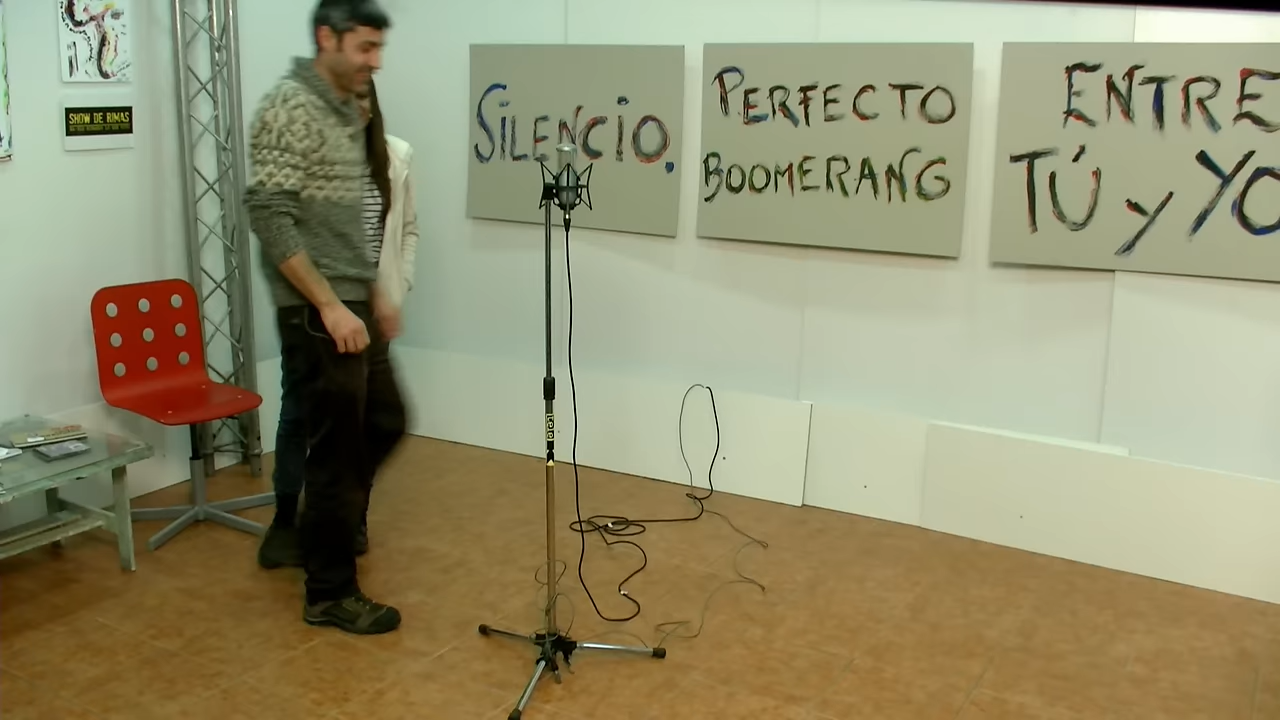 SHOW DE RIMAS
SILENCIO.
PERFECTO
BOOMERANG
ENTRE
TÚ y YO